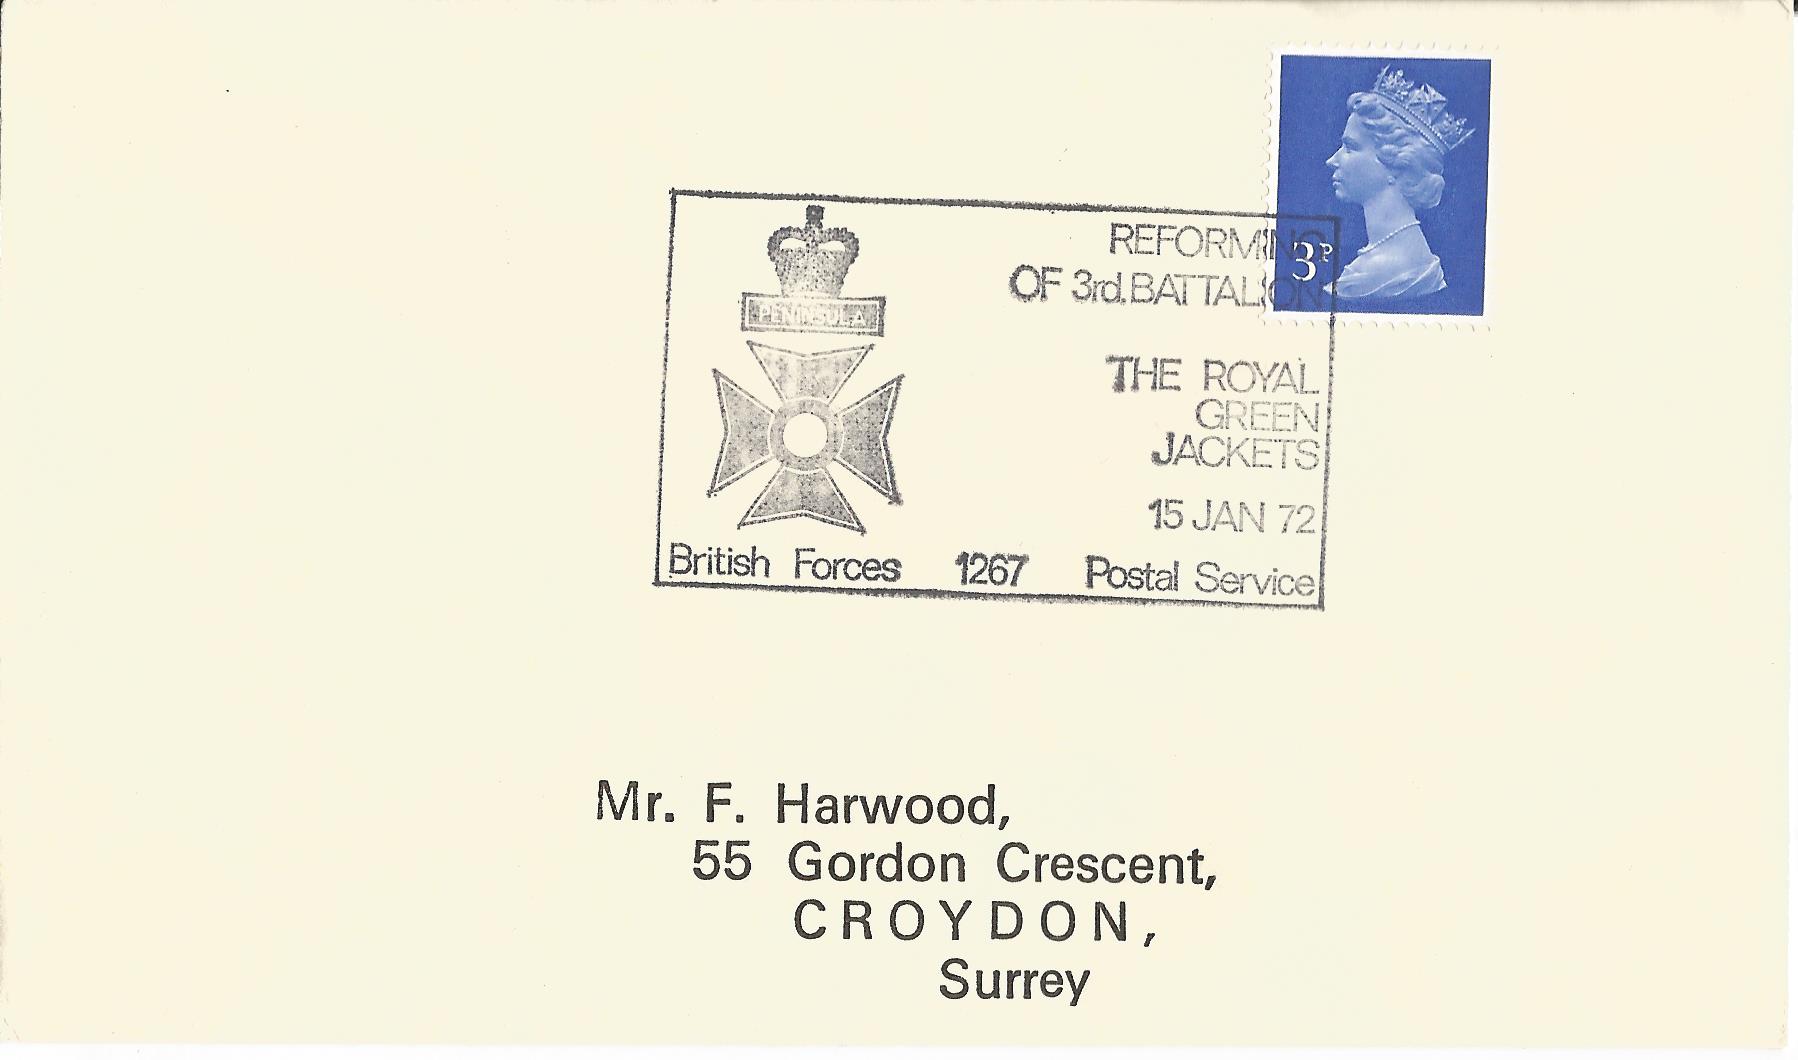 3P
REFORMING
OF 3rd. BATTALION
PENINSULA
THE ROYAL
GREEN
JACKETS
15 JAN 72
British Forces 1267 Postal Service
Mr. F. Harwood,
55 Gordon Crescent,
CROYDON,
Surrey